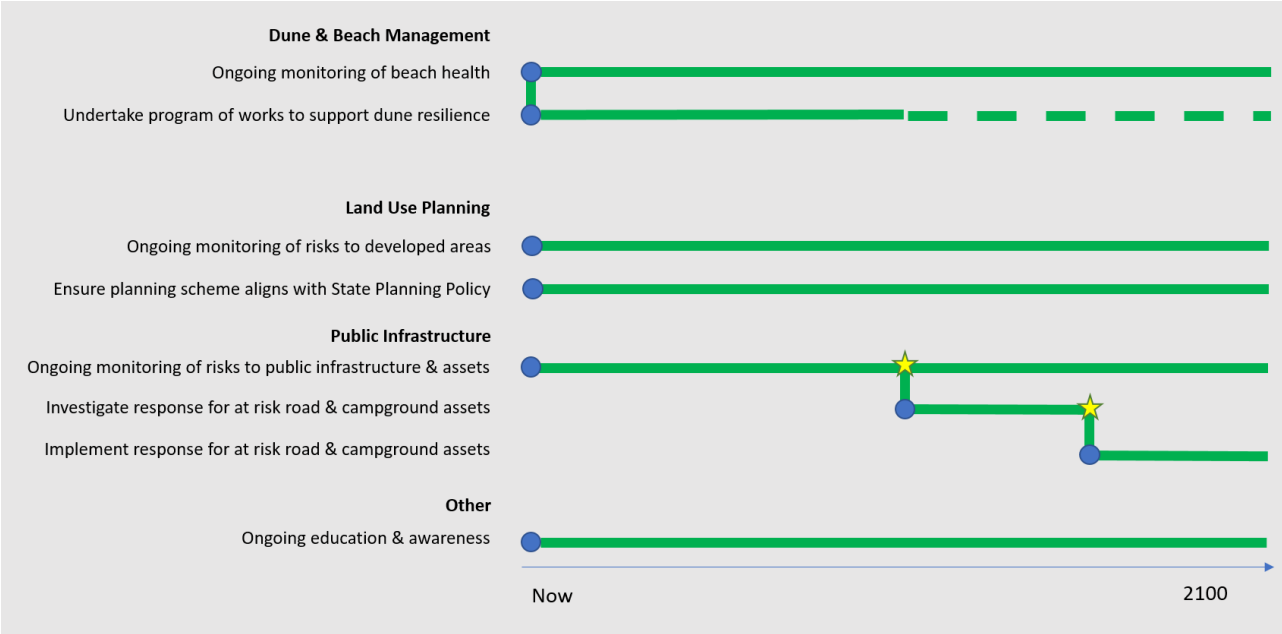 Dune & Beach Management
Ongoing monitoring of beach health
Undertake program of works to support dune resilience
Land Use Planning
Ongoing monitoring of risks to developed areas
Ensure planning scheme aligns with State Planning Policy
Public Infrastructure
Ongoing monitoring of risks to public infrastructure & assets
Investigate response for at risk road & campground assets
Implement response for at risk road & campground assets
Other
Ongoing education & awareness
Now
2100